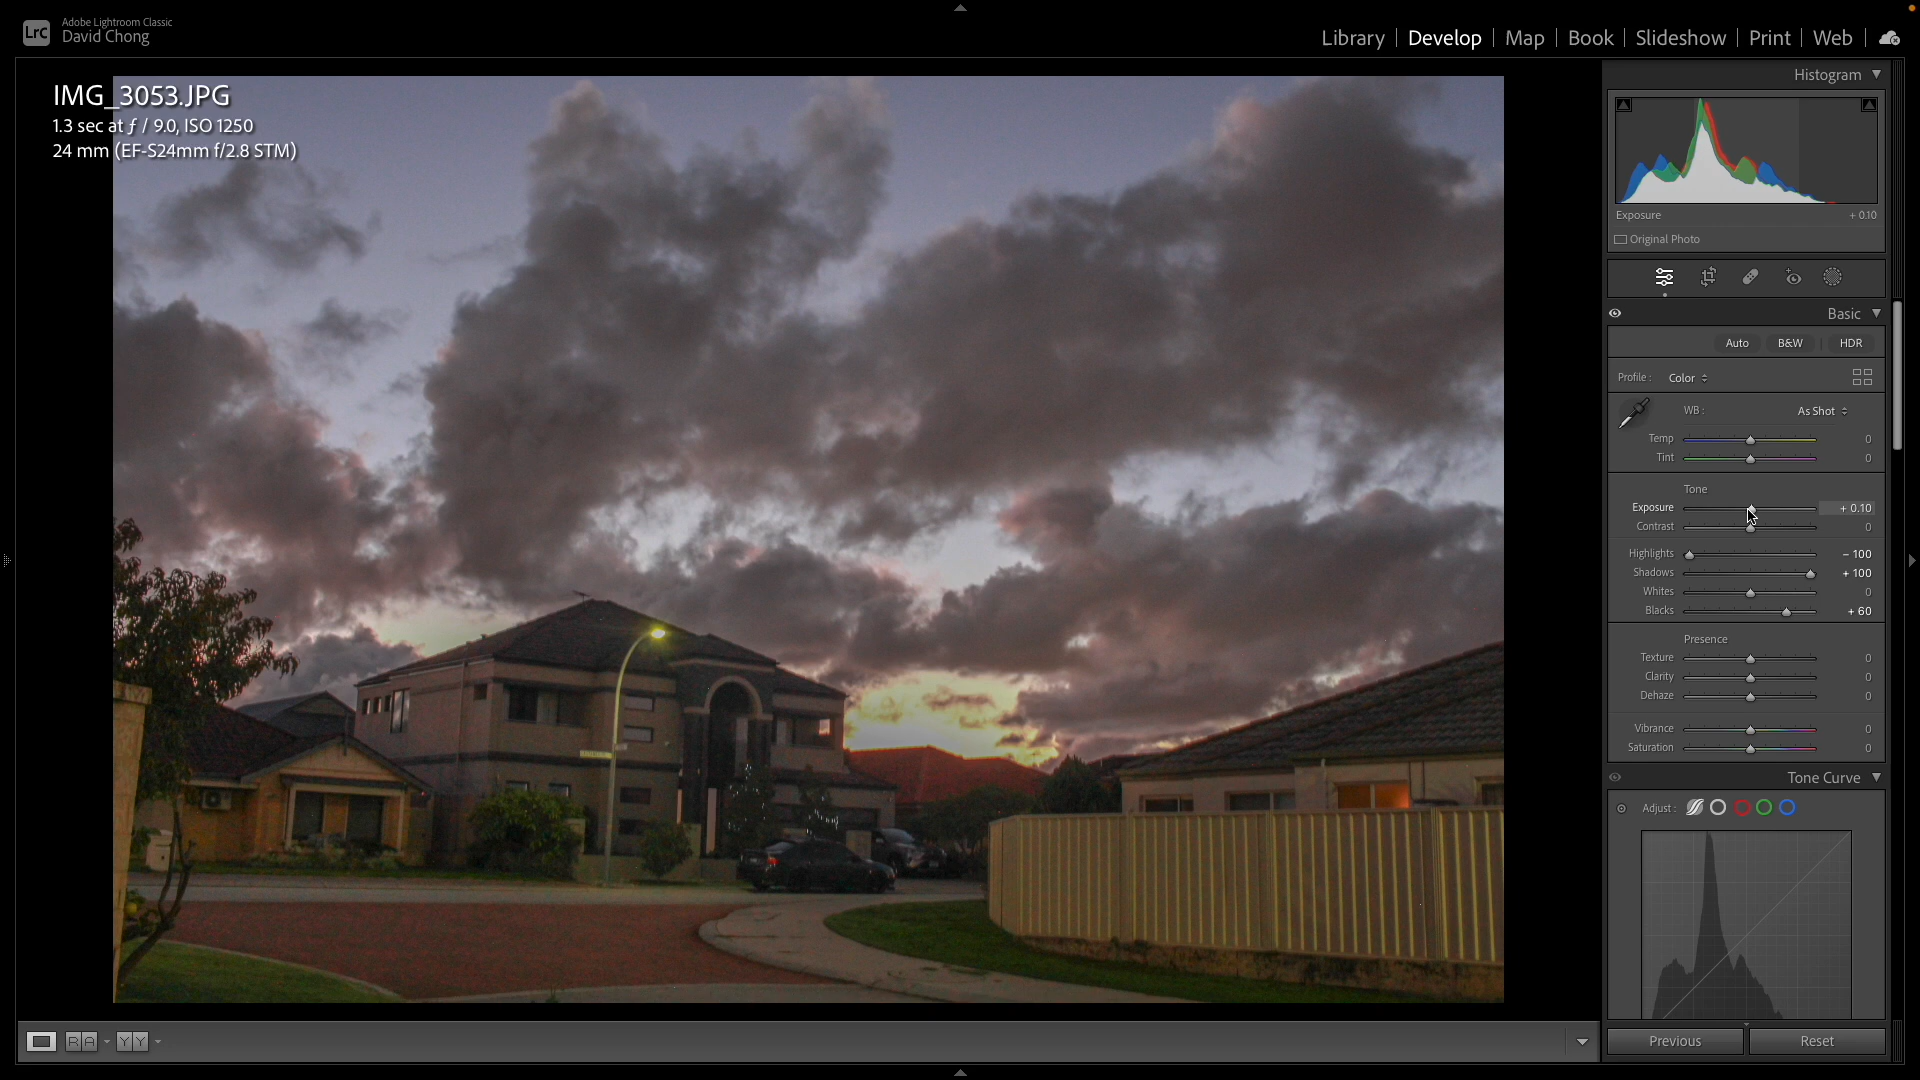 Lrc
Adobe Lightroom Classic
David Chong
Library | Develop | Map | Book | Slideshow | Print | Web
IMG_3053.JPG
1.3 sec at ƒ / 9.0, ISO 1250
24 mm (EF-S24mm f/2.8 STM)
Histogram
Exposure + 0.10
Original Photo
Basic
Auto B&W | HDR
Profile : Color
WB : As Shot
Temp 0
Tint 0
Tone
Exposure + 0.10
Contrast 0
Highlights − 100
Shadows + 100
Whites 0
Blacks + 60
Presence
Texture 0
Clarity 0
Dehaze 0
Vibrance 0
Saturation 0
Tone Curve
Adjust :
R A Y Y
Previous Reset